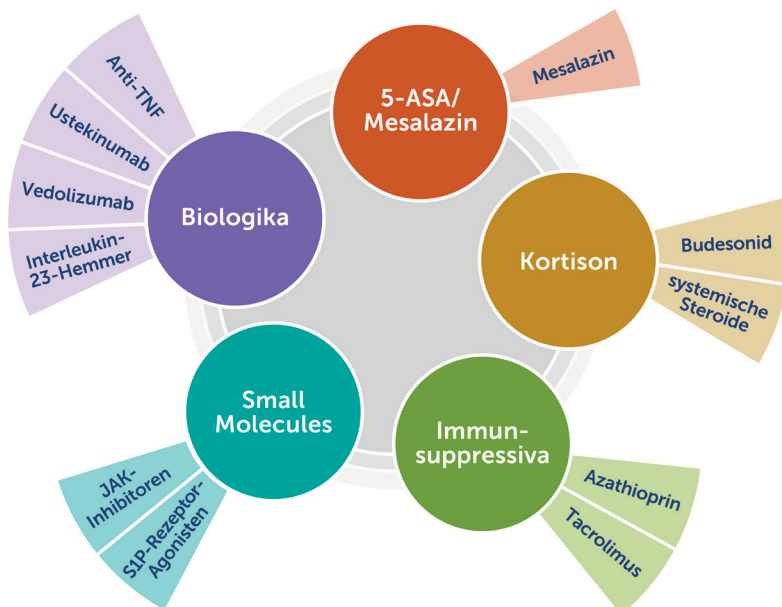 5-ASA/
Mesalazin
Mesalazin
Kortison
Budesonid
systemische
Steroide
Immun-
suppressiva
Azathioprin
Tacrolimus
Small
Molecules
JAK-
Inhibitoren
S1P-Rezeptor-
Agonisten
Biologika
Anti-TNF
Ustekinumab
Vedolizumab
Interleukin-
23-Hemmer